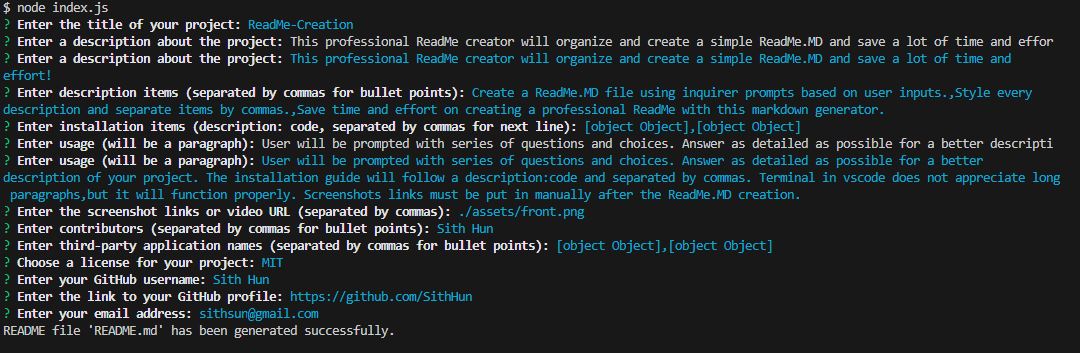 $ node index.js
? Enter the title of your project: ReadMe-Creation
? Enter a description about the project: This professional ReadMe creator will organize and create a simple ReadMe.MD and save a lot of time and effor
? Enter a description about the project: This professional ReadMe creator will organize and create a simple ReadMe.MD and save a lot of time and
effort!
? Enter description items (separated by commas for bullet points): Create a ReadMe.MD file using inquirer prompts based on user inputs.,Style every
description and separate items by commas.,Save time and effort on creating a professional ReadMe with this markdown generator.
? Enter installation items (description: code, separated by commas for next line): [object Object],[object Object]
? Enter usage (will be a paragraph): User will be prompted with series of questions and choices. Answer as detailed as possible for a better descripti
? Enter usage (will be a paragraph): User will be prompted with series of questions and choices. Answer as detailed as possible for a better
description of your project. The installation guide will follow a description:code and separated by commas. Terminal in vscode does not appreciate long
paragraphs,but it will function properly. Screenshots links must be put in manually after the ReadMe.MD creation.
? Enter the screenshot links or video URL (separated by commas): ./assets/front.png
? Enter contributors (separated by commas for bullet points): Sith Hun
? Enter third-party application names (separated by commas for bullet points): [object Object],[object Object]
? Choose a license for your project: MIT
? Enter your GitHub username: Sith Hun
? Enter the link to your GitHub profile: https://github.com/SithHun
? Enter your email address: sithsun@gmail.com
README file 'README.md' has been generated successfully.